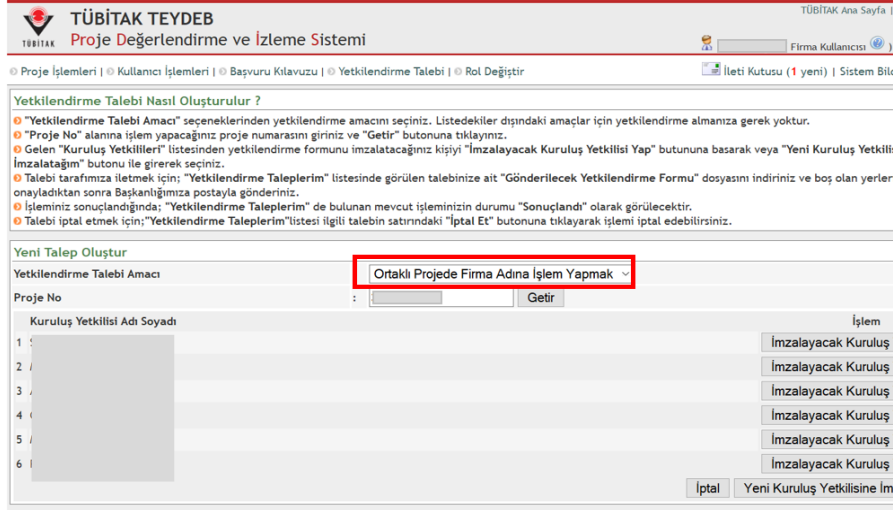 TÜBİTAK Ana Sayfa |
TÜBİTAK TEYDEB
Proje Değerlendirme ve İzleme Sistemi
TÜBİTAK
Firma Kullanıcısı )
Proje İşlemleri | Kullanıcı İşlemleri | Başvuru Kılavuzu | Yetkilendirme Talebi | Rol Değiştir
İleti Kutusu (1 yeni) | Sistem Bild
Yetkilendirme Talebi Nasıl Oluşturulur ?
"Yetkilendirme Talebi Amacı" seçeneklerinden yetkilendirme amacını seçiniz. Listedekiler dışındaki amaçlar için yetkilendirme almanıza gerek yoktur.
"Proje No" alanına işlem yapacağınız proje numarasını giriniz ve "Getir" butonuna tıklayınız.
Gelen "Kuruluş Yetkilileri" listesinden yetkilendirme formunu imzalatacağınız kişiyi "İmzalayacak Kuruluş Yetkilisi Yap" butununa basarak veya "Yeni Kuruluş Yetkilis
İmzalatağım" butonu ile girerek seçiniz.
Talebi tarafımıza iletmek için; "Yetkilendirme Taleplerim" listesinde görülen talebinize ait "Gönderilecek Yetkilendirme Formu" dosyasını indiriniz ve boş olan yerler
onayladıktan sonra Başkanlığımıza postayla gönderiniz.
İşleminiz sonuçlandığında; "Yetkilendirme Taleplerim" de bulunan mevcut işleminizin durumu "Sonuçlandı" olarak görülecektir.
Talebi iptal etmek için;"Yetkilendirme Taleplerim"listesi ilgili talebin satırındaki "İptal Et" butonuna tıklayarak işlemi iptal edebilirsiniz.
Yeni Talep Oluştur
Yetkilendirme Talebi Amacı
Ortaklı Projede Firma Adına İşlem Yapmak
Proje No : Getir
Kuruluş Yetkilisi Adı Soyadı İşlem
1 İmzalayacak Kuruluş
2 İmzalayacak Kuruluş
3 İmzalayacak Kuruluş
4 İmzalayacak Kuruluş
5 İmzalayacak Kuruluş
6 İmzalayacak Kuruluş
İptal Yeni Kuruluş Yetkilisine İm